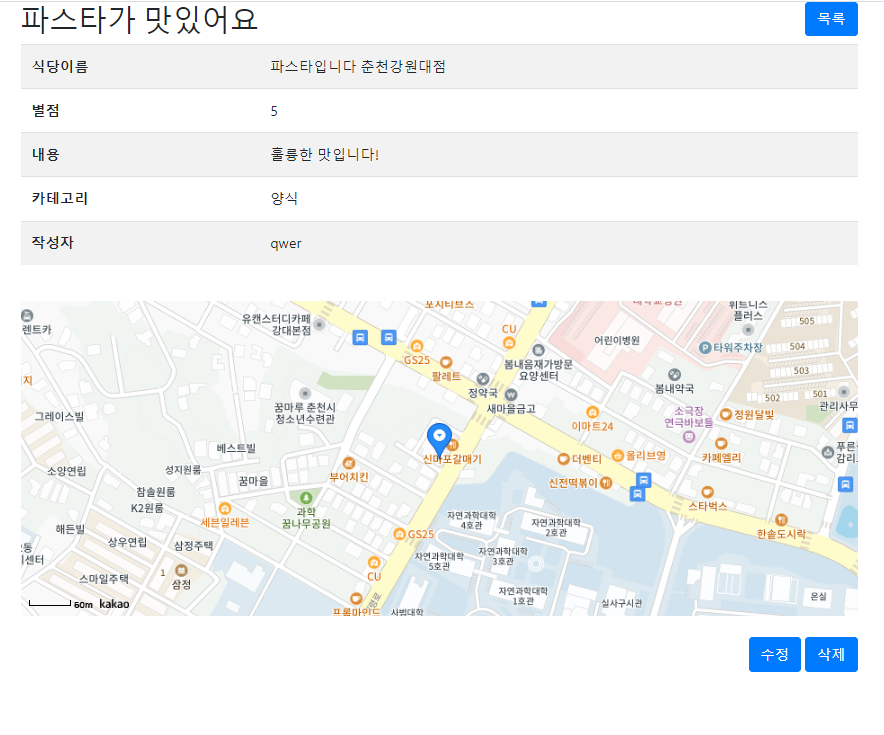 파스타가 맛있어요
목록
식당이름 파스타입니다 춘천강원대점
별점 5
내용 훌륭한 맛입니다!
카테고리 양식
작성자 qwer
포지티브스
위트니스
플러스
렌트카
유캔스터디카페
강대본점
505
CU
어린이병원
타워주차장
504
GS25
봄내음재가방문
요양센터
팔레트
503
정약국
봄내약국
502
501
관리사무
새마을금고
꿈마루 춘천시
청소년수련관
그레이스빌
소극장
연극바보들
정원달빛
이마트24
베스트빌
신마포갈매기
더벤티
올리브영
카페엘리
푸르
감리
소양연립
성지원룸
부어치킨
꿈마을
신전떡볶이
참솔원룸
K2원룸
과학
꿈나무공원
스타벅스
세븐일레븐
자연과학대학
4호관
자연과학대학
2호관
해든빌
GS25
한솥도시락
상우연립
삼정주택
자연과학대학
5호관
자연과학대학
3호관
스마일주택
1
삼정
CU
자연과학대학
1호관
온실
실사구시관
프롬마인드
사범대학
50m kakao
수정
삭제